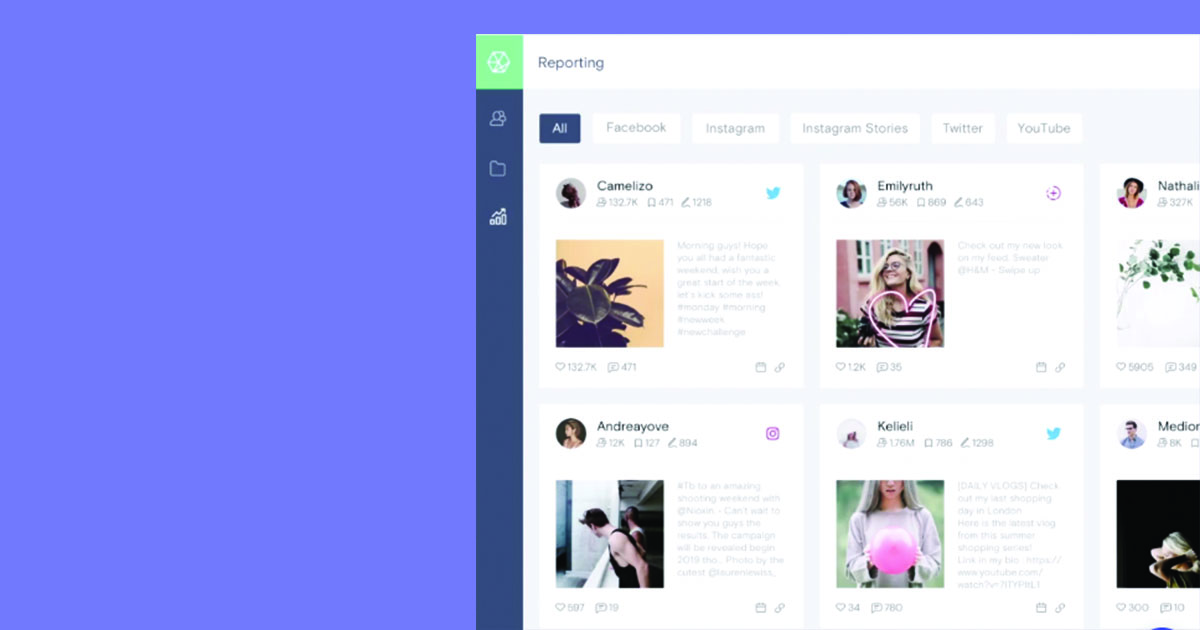 Reporting
All
Facebook
Instagram
Instagram Stories
Twitter
YouTube
Camelizo
132.7K 471 1218
Morning guys! Hope
you all had a fantastic
weekend, wish you a
great start of the week,
let's kick some ass!
#monday #morning
#newweek
#newchallenge
132.7K 471
Emilyruth
56K 869 643
Check out my new look
on my feed. Sweater
@H&M - Swipe up
1.2K 35
Nathali
327K
5905 349
Andreayove
12K 127 894
#Tb to an amazing
shooting weekend with
@Nioxin - Can't wait to
show you guys the
results. The campaign
will be revealed begin
2019 tho... Photo by the
cutest @laurenlewiss_
597 19
Kelieli
1.76M 786 1298
[DAILY VLOGS] Check
out my last shopping
day in London
Here is the latest vlog
from this summer
shopping series!
Link in my bio : https://
www.youtube.com/
34 780
Medior
8K
300 10